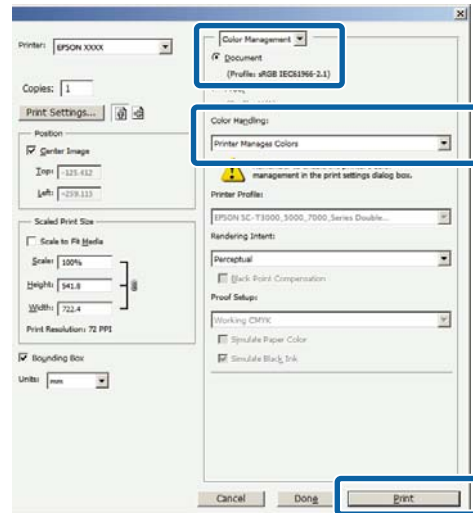 Printer: EPSON XXXX
Copies: 1
Print Settings...
Position
Center Image
Top: -125.412
Left: -259.113
Scaled Print Size
Scale to Fit Media
Scale: 100%
Height: 541.8
Width: 722.4
Print Resolution: 72 PPI
Bounding Box
Units: mm
Color Management
Document
(Profile: sRGB IEC61966-2.1)
Color Handling:
Printer Manages Colors
management in the print settings dialog box.
Printer Profile:
EPSON SC-T3000_5000_7000_Series Double...
Rendering Intent:
Perceptual
Black Point Compensation
Proof Setup:
Working CMYK
Simulate Paper Color
Simulate Black Ink
Cancel
Done
Print